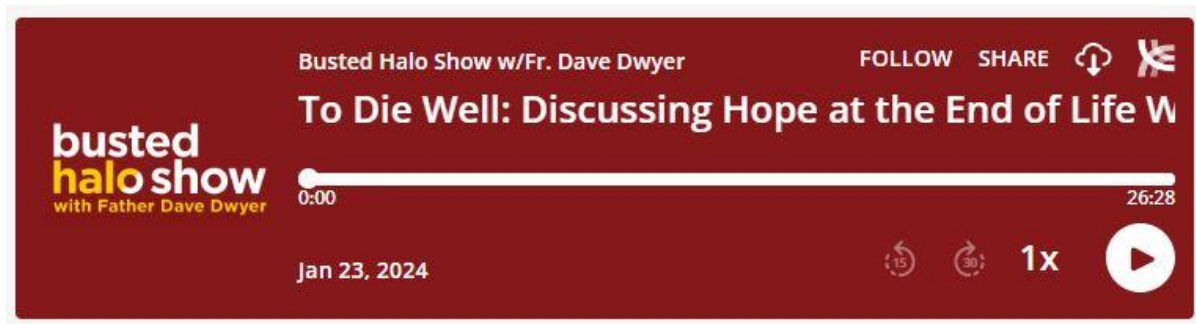 busted
halo show
with Father Dave Dwyer
Busted Halo Show w/Fr. Dave Dwyer
FOLLOW SHARE
To Die Well: Discussing Hope at the End of Life W
0:00
26:28
Jan 23, 2024
15
30
1x